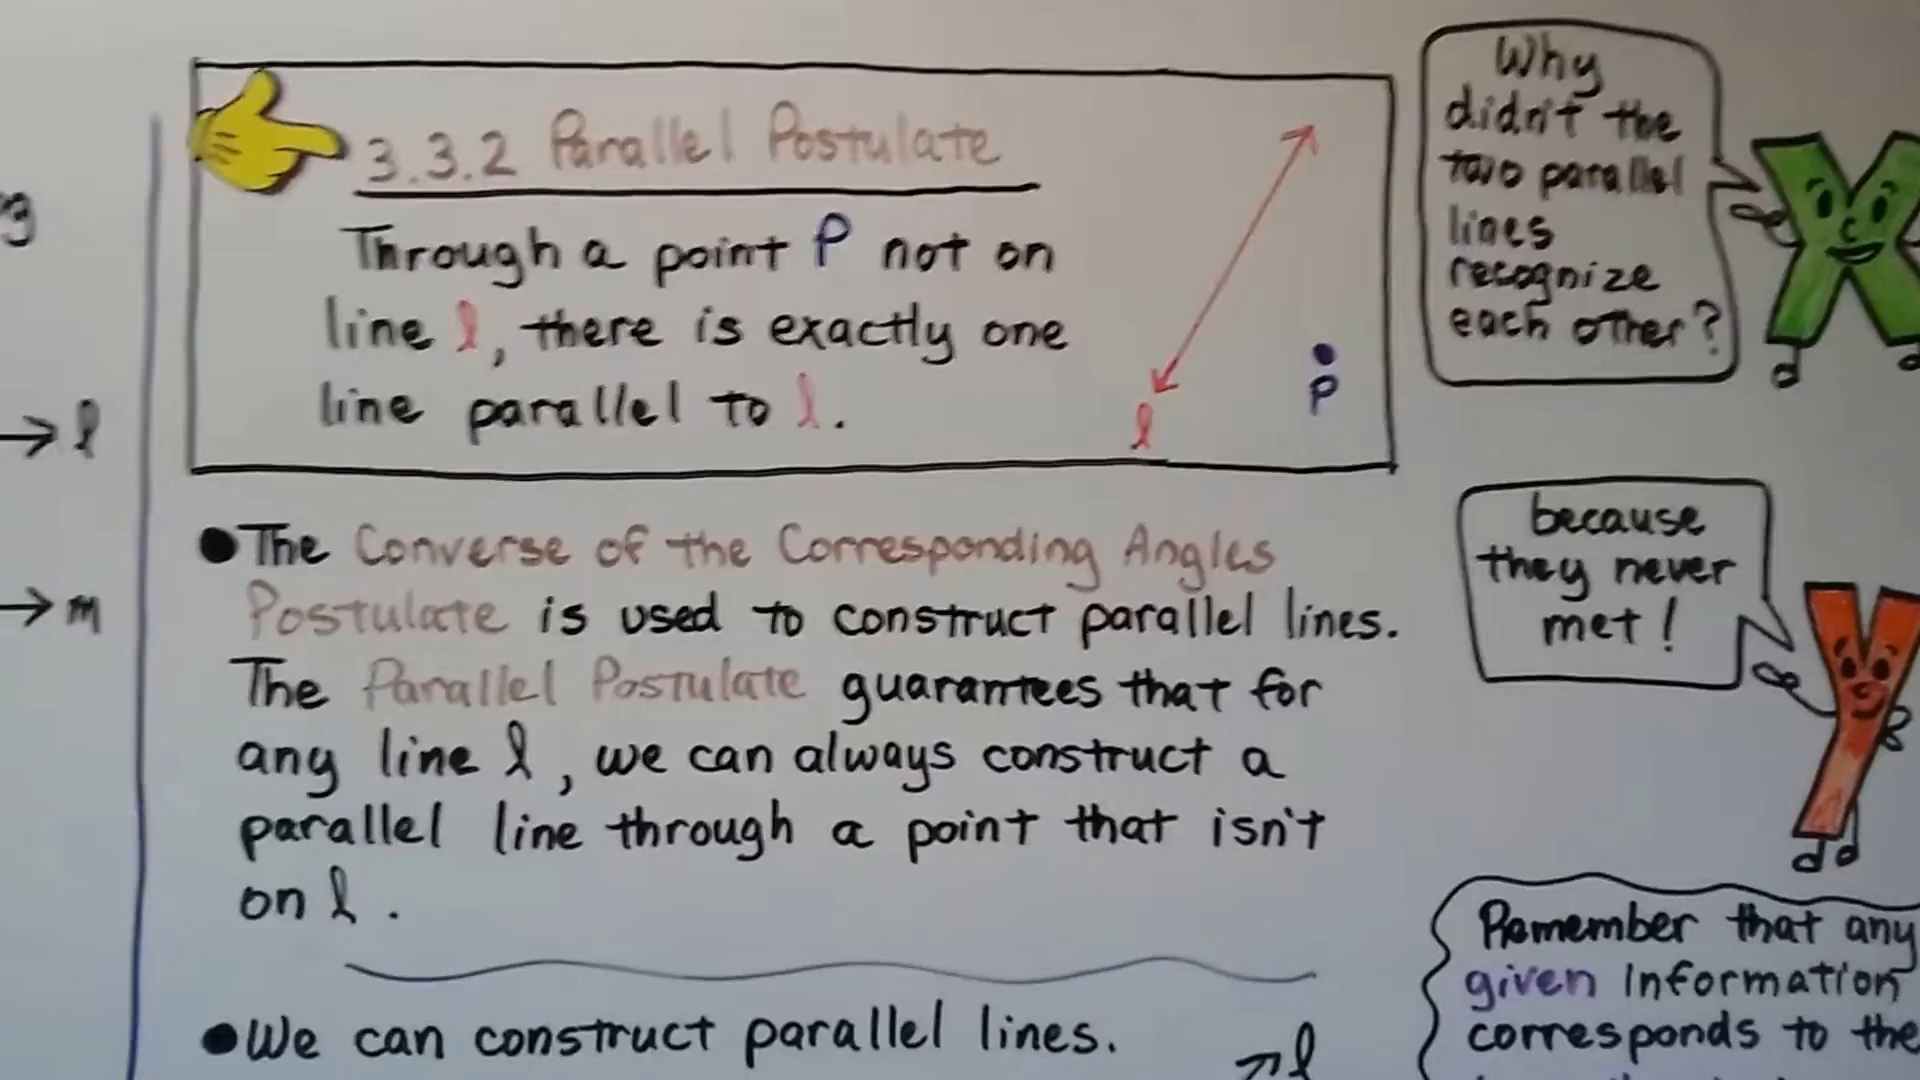 l
m
3.3.2 Parallel Postulate
Through a point P not on
line l, there is exactly one
line parallel to l.
l
P
Why
didn't the
two parallel
lines
recognize
each other?
because
they never
met!
• The Converse of the Corresponding Angles
Postulate is used to construct parallel lines.
The Parallel Postulate guarantees that for
any line l, we can always construct a
parallel line through a point that isn't
on l.
• We can construct parallel lines.
l
Remember that any
given information
corresponds to the